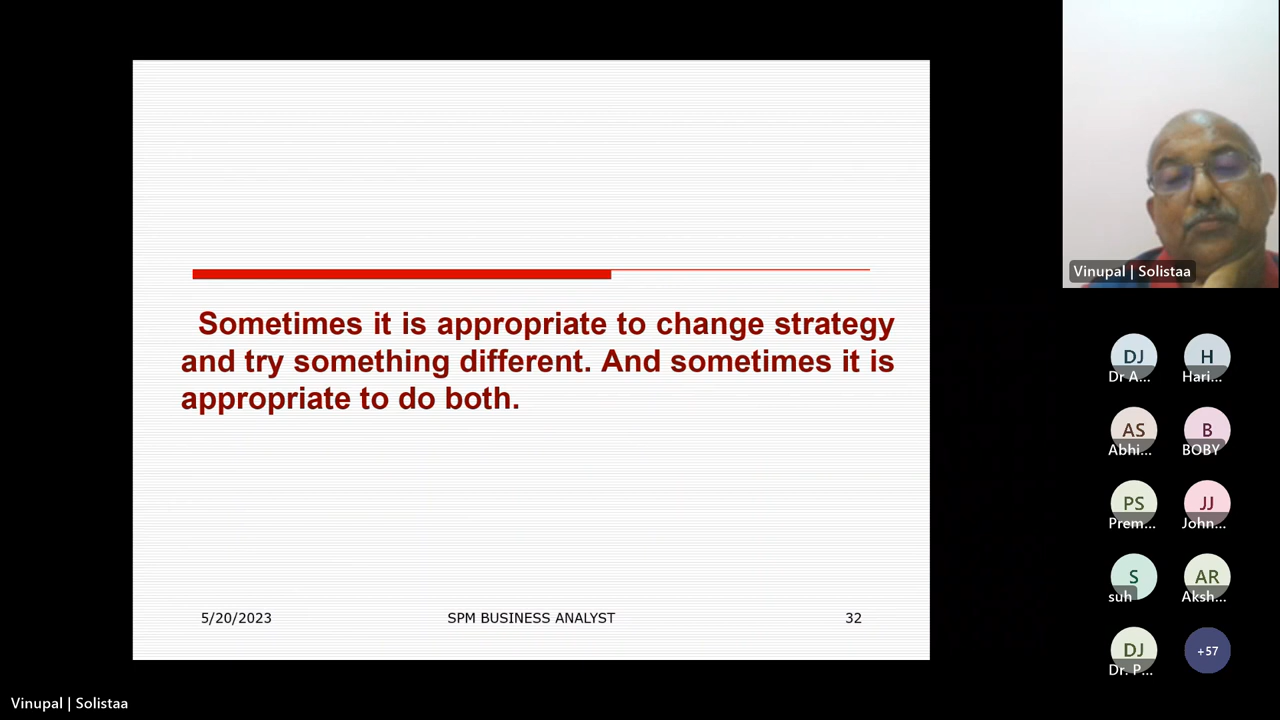 Sometimes it is appropriate to change strategy
and try something different. And sometimes it is
appropriate to do both.
5/20/2023 SPM BUSINESS ANALYST 32
Vinupal | Solistaa
DJ H
Dr A... Hari...
AS B
Abhi... BOBY
PS JJ
Prem... John...
S AR
suh Aksh...
DJ +57
Dr. P...
Vinupal | Solistaa